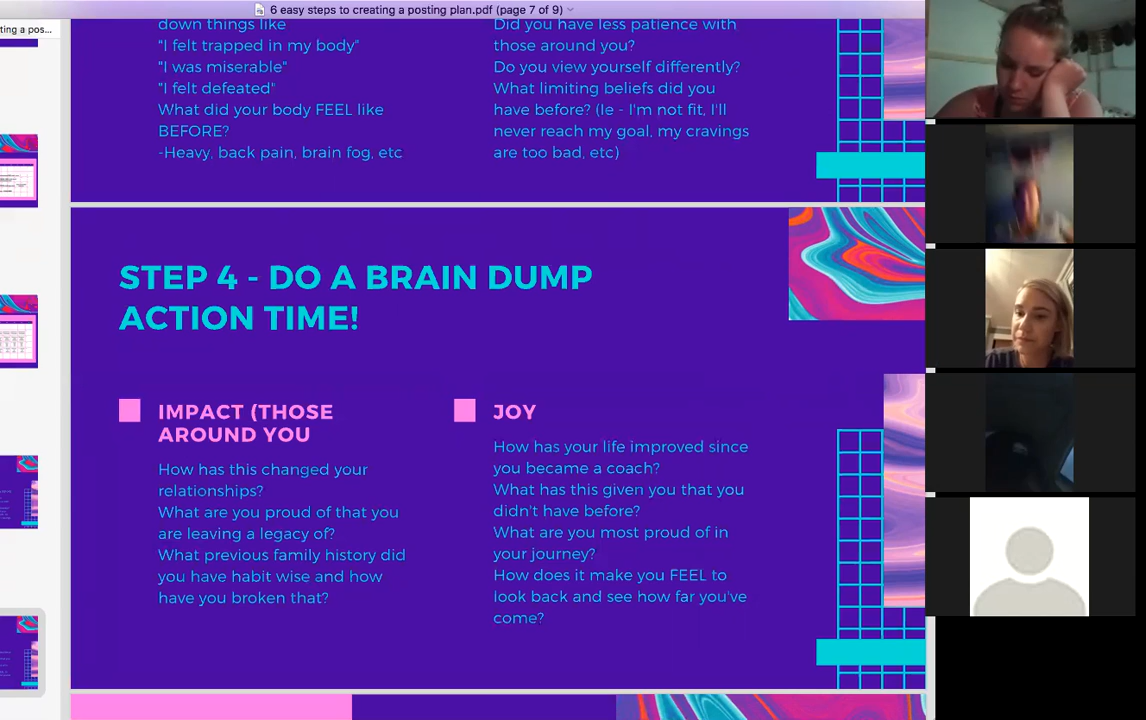 6 easy steps to creating a posting plan.pdf (page 7 of 9)
ting a pos...
down things like
"I felt trapped in my body"
"I was miserable"
"I felt defeated"
What did your body FEEL like
BEFORE?
-Heavy, back pain, brain fog, etc
Did you have less patience with
those around you?
Do you view yourself differently?
What limiting beliefs did you
have before? (Ie - I'm not fit, I'll
never reach my goal, my cravings
are too bad, etc)
STEP 4 - DO A BRAIN DUMP
ACTION TIME!
IMPACT (THOSE
AROUND YOU
How has this changed your
relationships?
What are you proud of that you
are leaving a legacy of?
What previous family history did
you have habit wise and how
have you broken that?
JOY
How has your life improved since
you became a coach?
What has this given you that you
didn't have before?
What are you most proud of in
your journey?
How does it make you FEEL to
look back and see how far you've
come?